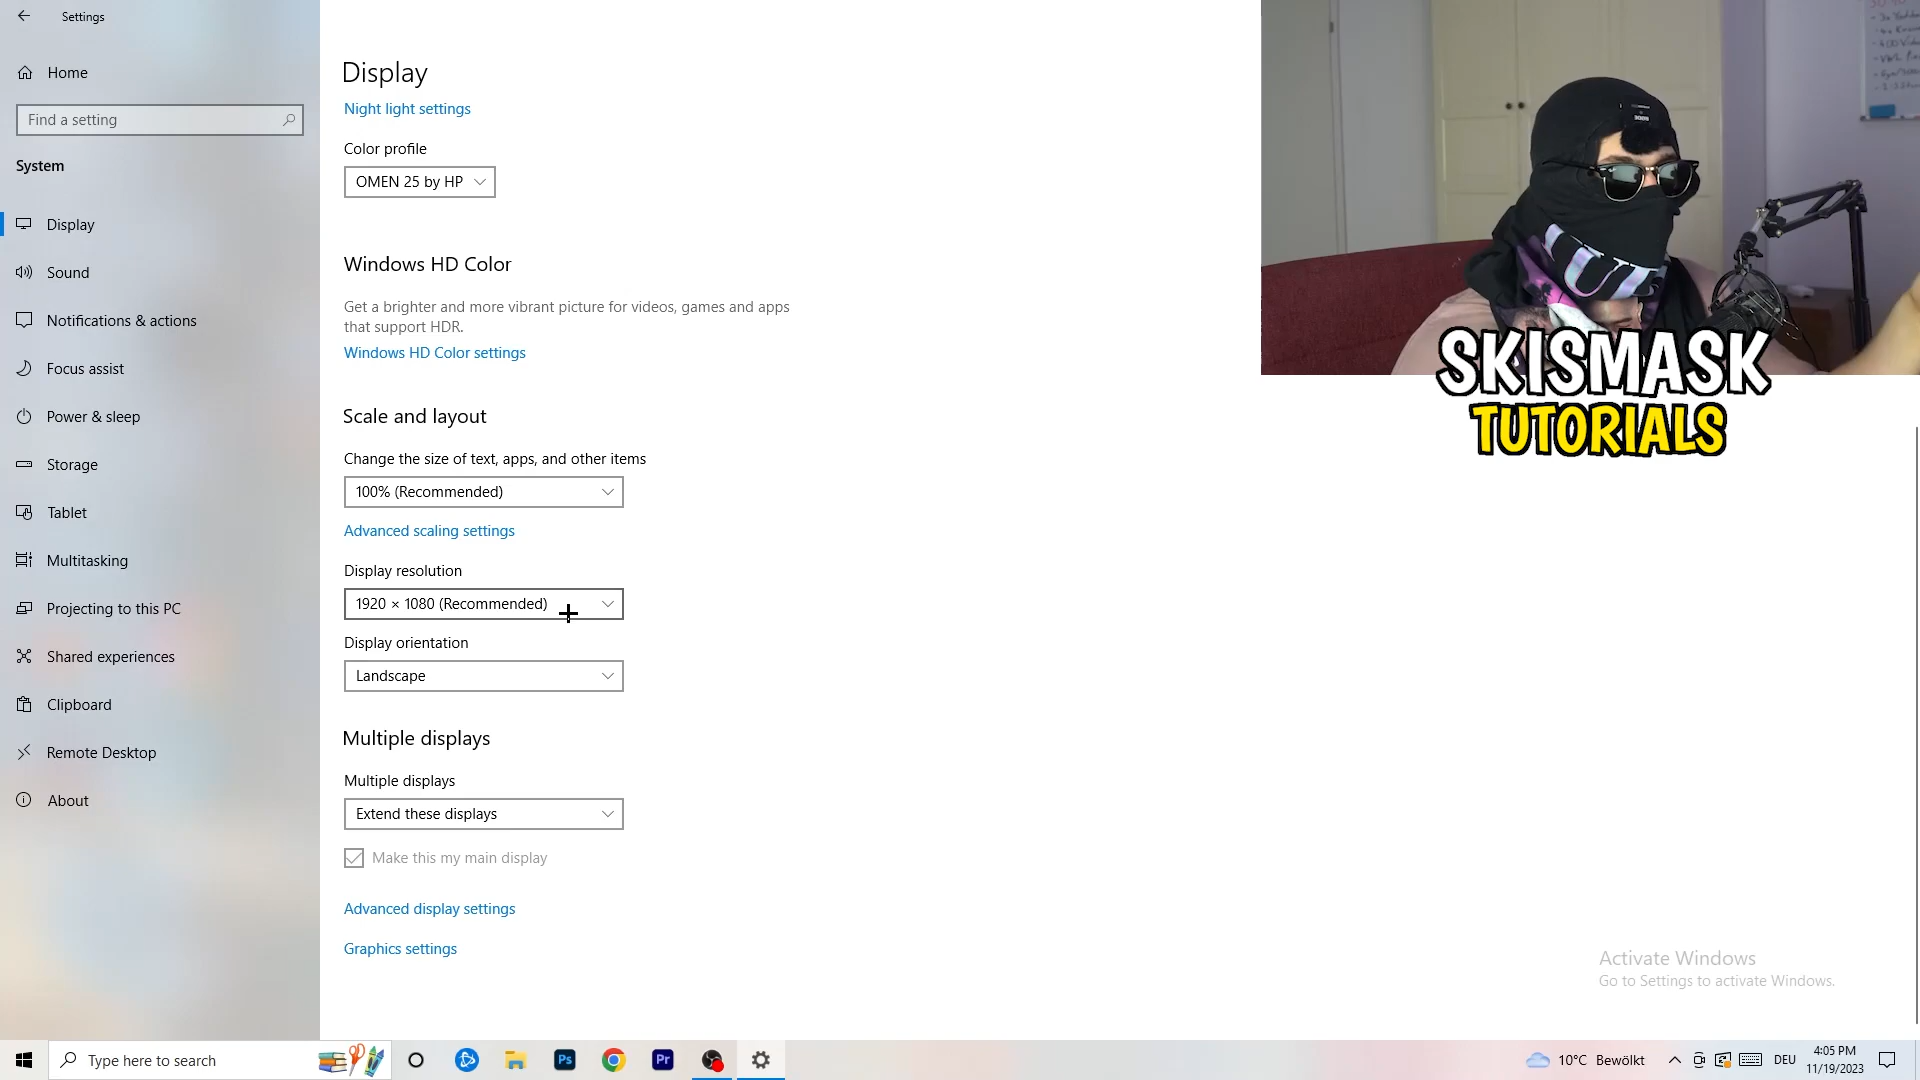 Settings
Home
Find a setting
System
Display
Sound
Notifications & actions
Focus assist
Power & sleep
Storage
Tablet
Multitasking
Projecting to this PC
Shared experiences
Clipboard
Remote Desktop
About
Display
Night light settings
Color profile
OMEN 25 by HP
Windows HD Color
Get a brighter and more vibrant picture for videos, games and apps
that support HDR.
Windows HD Color settings
Scale and layout
Change the size of text, apps, and other items
100% (Recommended)
Advanced scaling settings
Display resolution
1920 × 1080 (Recommended)
Display orientation
Landscape
Multiple displays
Multiple displays
Extend these displays
Make this my main display
Advanced display settings
Graphics settings
SKISMASK
TUTORIALS
Activate Windows
Go to Settings to activate Windows.
Type here to search
Ps
Pr
10°C Bewölkt
DEU
4:05 PM
11/19/2023